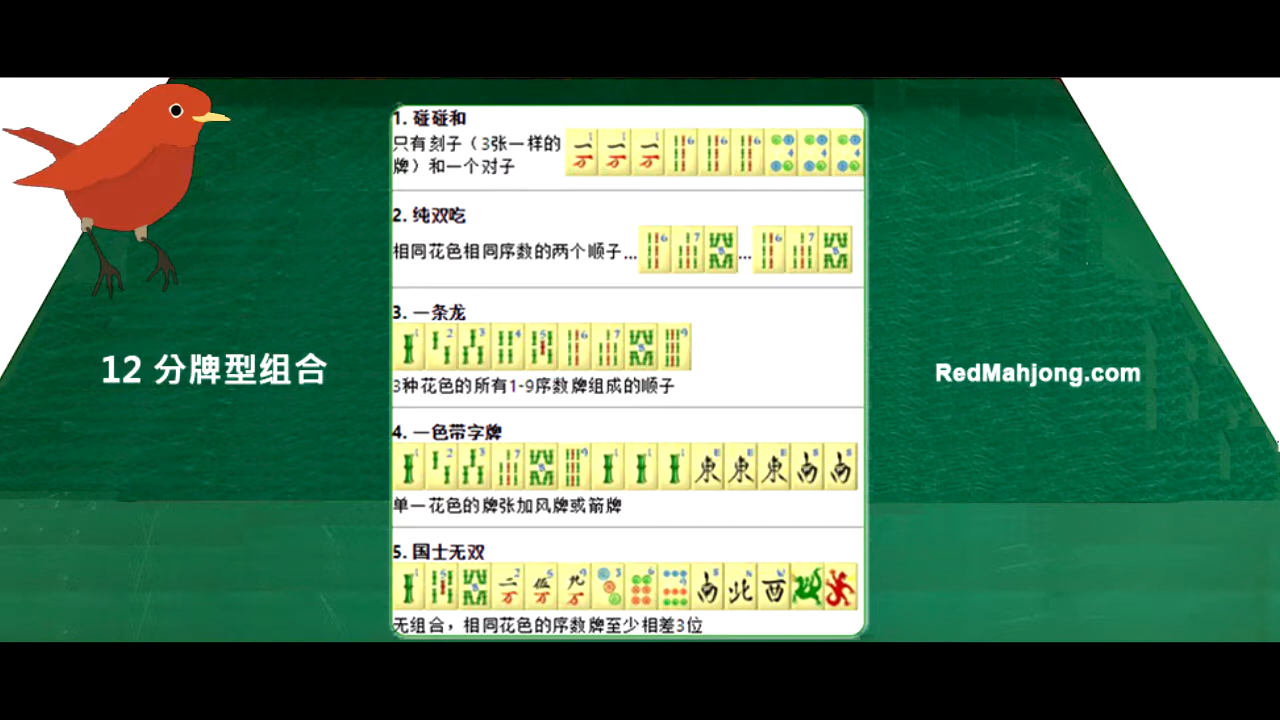 1. 碰碰和
只有刻子（3张一样的
牌）和一个对子
2. 纯双吃
相同花色相同序数的两个顺子...
...
3. 一条龙
3种花色的所有1-9序数牌组成的顺子
4. 一色带字牌
單一花色的牌张加风牌或箭牌
5. 国士无双
无组合，相同花色的序数牌至少相差3位
12 分牌型组合
RedMahjong.com